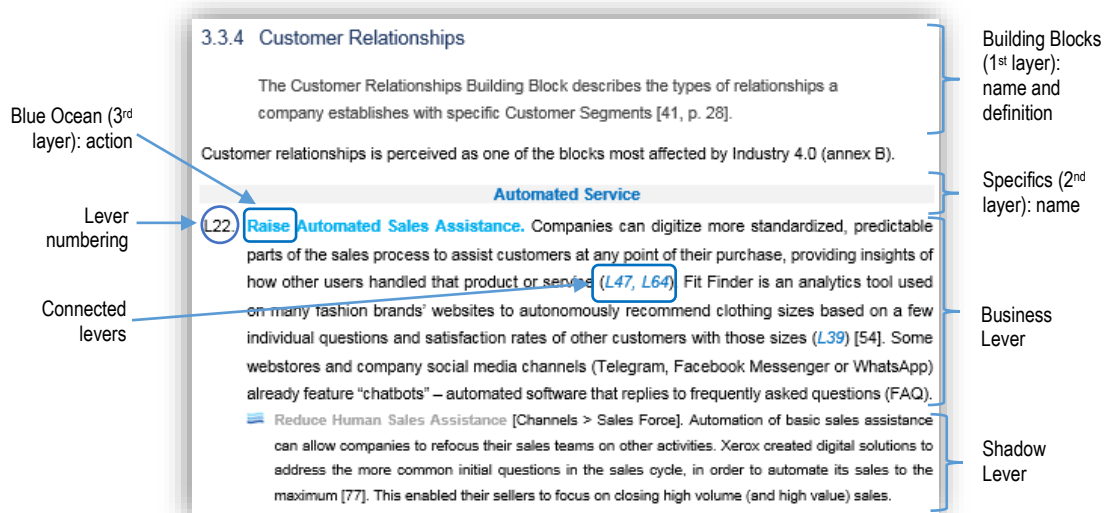 3.3.4 Customer Relationships
The Customer Relationships Building Block describes the types of relationships a
company establishes with specific Customer Segments [41, p. 28].
Customer relationships is perceived as one of the blocks most affected by Industry 4.0 (annex B).
Automated Service
L22. Raise Automated Sales Assistance. Companies can digitize more standardized, predictable
parts of the sales process to assist customers at any point of their purchase, providing insights of
how other users handled that product or service (L47, L64). Fit Finder is an analytics tool used
on many fashion brands' websites to autonomously recommend clothing sizes based on a few
individual questions and satisfaction rates of other customers with those sizes (L39) [54]. Some
webstores and company social media channels (Telegram, Facebook Messenger or WhatsApp)
already feature “chatbots” – automated software that replies to frequently asked questions (FAQ).
Reduce Human Sales Assistance [Channels > Sales Force]. Automation of basic sales assistance
can allow companies to refocus their sales teams on other activities. Xerox created digital solutions to
address the more common initial questions in the sales cycle, in order to automate its sales to the
maximum [77]. This enabled their sellers to focus on closing high volume (and high value) sales.
Blue Ocean (3rd
layer): action
Lever
numbering
Connected
levers
Building Blocks
(1st layer):
name and
definition
Specifics (2nd
layer): name
Business
Lever
Shadow
Lever